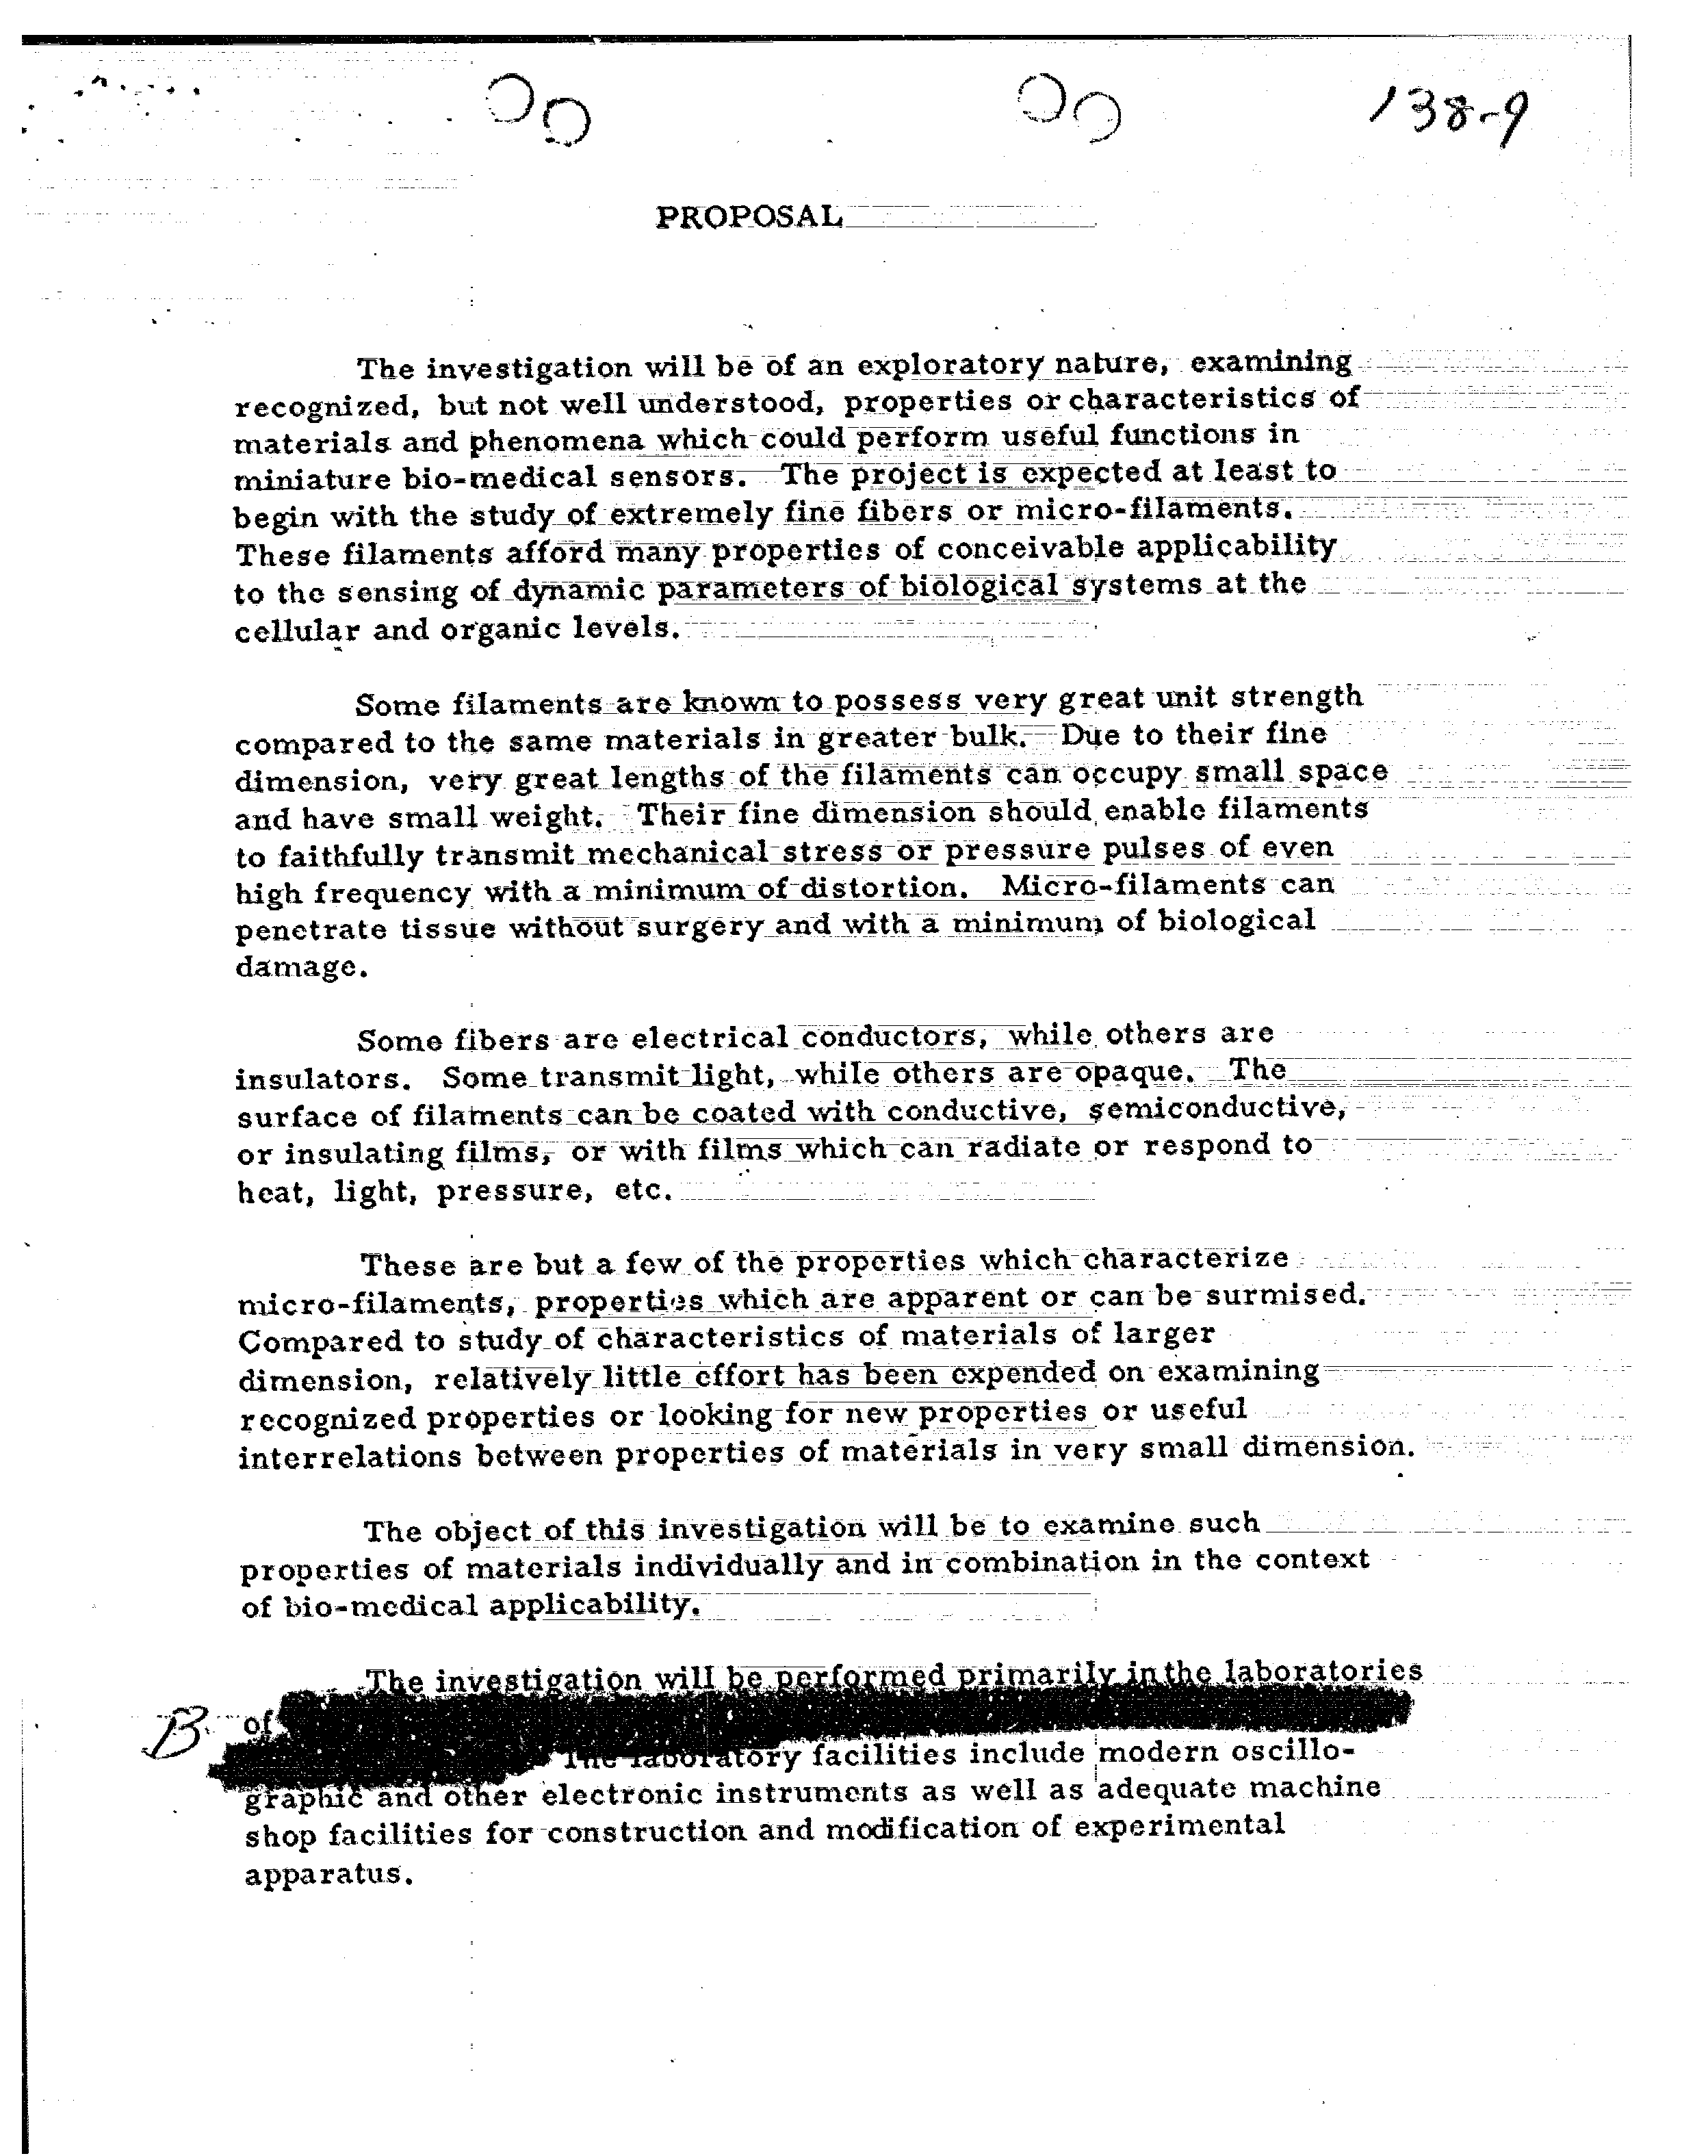 138-9
PROPOSAL
The investigation will be of an exploratory nature, examining
recognized, but not well understood, properties or characteristics of
materials and phenomena which could perform useful functions in
miniature bio-medical sensors. The project is expected at least to
begin with the study of extremely fine fibers or micro-filaments.
These filaments afford many properties of conceivable applicability
to the sensing of dynamic parameters of biological systems at the
cellular and organic levels.
Some filaments are known to possess very great unit strength
compared to the same materials in greater bulk. Due to their fine
dimension, very great lengths of the filaments can occupy small space
and have small weight. Their fine dimension should enable filaments
to faithfully transmit mechanical stress or pressure pulses of even
high frequency with a minimum of distortion. Micro-filaments can
penetrate tissue without surgery and with a minimum of biological
damage.
Some fibers are electrical conductors, while others are
insulators. Some transmit light, while others are opaque. The
surface of filaments can be coated with conductive, semiconductive,
or insulating films, or with films which can radiate or respond to
heat, light, pressure, etc.
These are but a few of the properties which characterize
micro-filaments, properties which are apparent or can be surmised.
Compared to study of characteristics of materials of larger
dimension, relatively little effort has been expended on examining
recognized properties or looking for new properties or useful
interrelations between properties of materials in very small dimension.
The object of this investigation will be to examine such
properties of materials individually and in combination in the context
of bio-medical applicability.
The investigation will be performed primarily in the laboratories
B of
The laboratory facilities include modern oscillo-
graphic and other electronic instruments as well as adequate machine
shop facilities for construction and modification of experimental
apparatus.